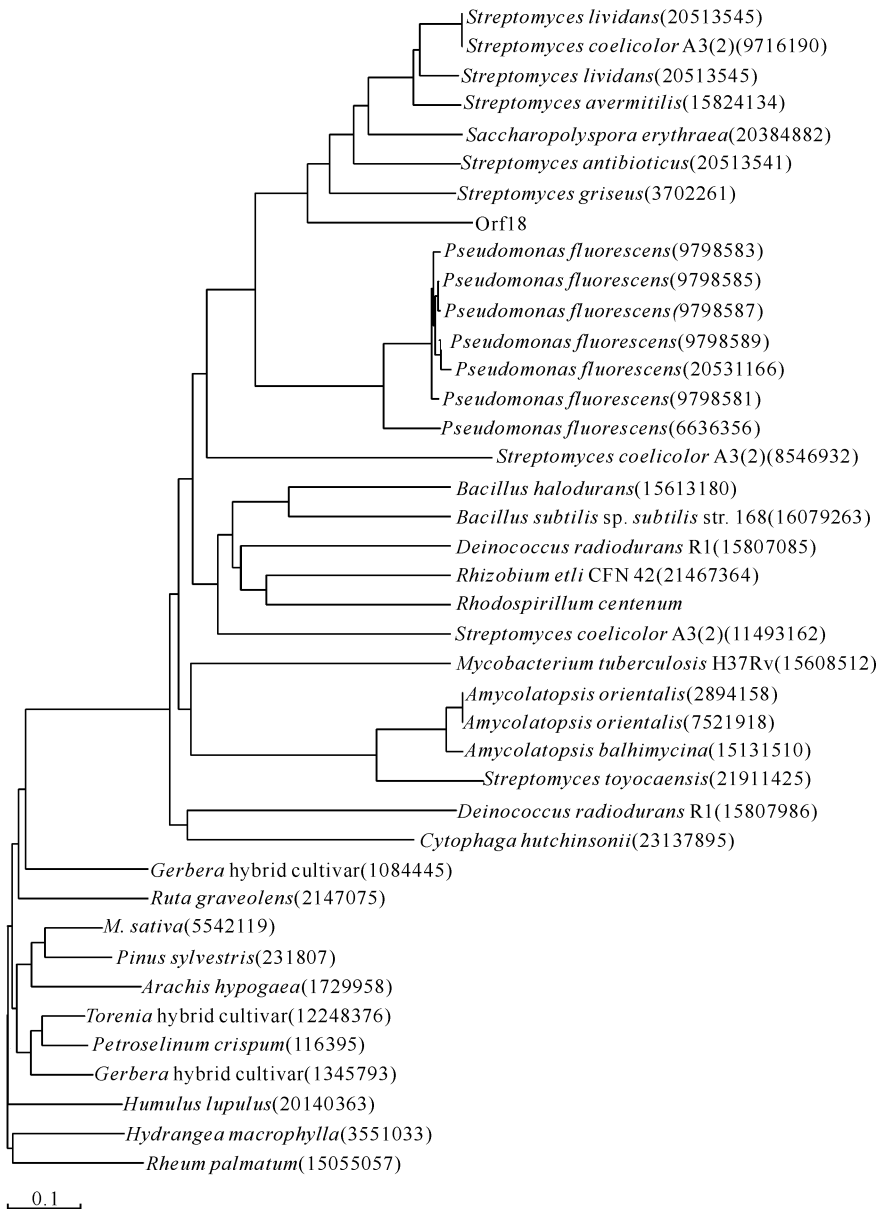 Streptomyces lividans(20513545)
Streptomyces coelicolor A3(2)(9716190)
Streptomyces lividans(20513545)
Streptomyces avermitilis(15824134)
Saccharopolyspora erythraea(20384882)
Streptomyces antibioticus(20513541)
Streptomyces griseus(3702261)
Orf18
Pseudomonas fluorescens(9798583)
Pseudomonas fluorescens(9798585)
Pseudomonas fluorescens(9798587)
Pseudomonas fluorescens(9798589)
Pseudomonas fluorescens(20531166)
Pseudomonas fluorescens(9798581)
Pseudomonas fluorescens(6636356)
Streptomyces coelicolor A3(2)(8546932)
Bacillus halodurans(15613180)
Bacillus subtilis sp. subtilis str. 168(16079263)
Deinococcus radiodurans R1(15807085)
Rhizobium etli CFN 42(21467364)
Rhodospirillum centenum
Streptomyces coelicolor A3(2)(11493162)
Mycobacterium tuberculosis H37Rv(15608512)
Amycolatopsis orientalis(2894158)
Amycolatopsis orientalis(7521918)
Amycolatopsis balhimycina(15131510)
Streptomyces toyocaensis(21911425)
Deinococcus radiodurans R1(15807986)
Cytophaga hutchinsonii(23137895)
Gerbera hybrid cultivar(1084445)
Ruta graveolens(2147075)
M. sativa(5542119)
Pinus sylvestris(231807)
Arachis hypogaea(1729958)
Torenia hybrid cultivar(12248376)
Petroselinum crispum(116395)
Gerbera hybrid cultivar(1345793)
Humulus lupulus(20140363)
Hydrangea macrophylla(3551033)
Rheum palmatum(15055057)
0.1